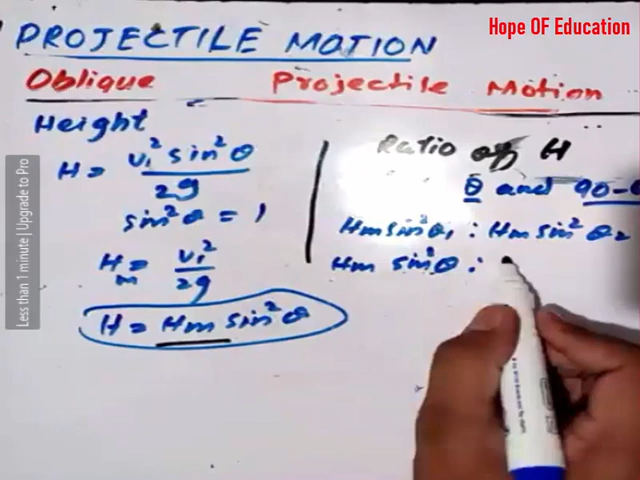 Hope OF Education
PROJECTILE MOTION
Oblique Projectile Motion
Height
H = v₁² sin²θ / 2g
sin²θ = 1
Hm = v₁² / 2g
H = Hm sin²θ
Ratio of H
θ and 90-
Hm sin²θ₁ : Hm sin²θ₂
Hm sin²θ :
Less than 1 minute | Upgrade to Pro